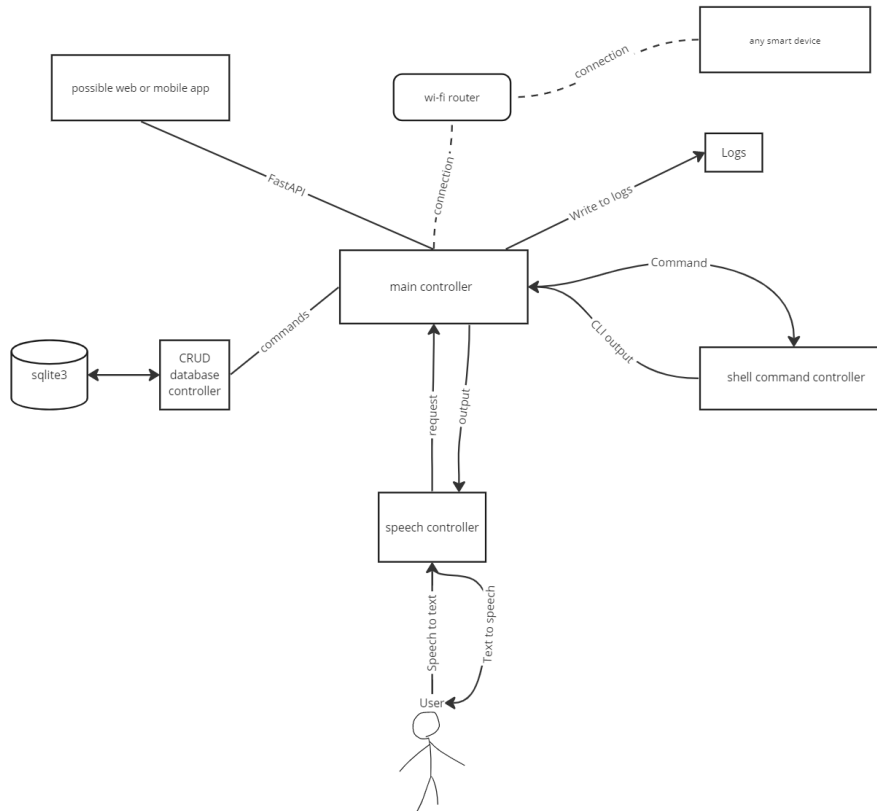 any smart device
connection
possible web or mobile app
wi-fi router
Logs
FastAPI
connection
Write to logs
main controller
Command
commands
CLI output
sqlite3
CRUD
database
controller
shell command controller
request
output
speech controller
Speech to text
Text to speech
User